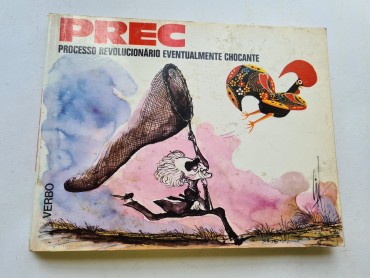 PREC
PROCESSO REVOLUCIONÁRIO EVENTUALMENTE CHOCANTE
VERBO